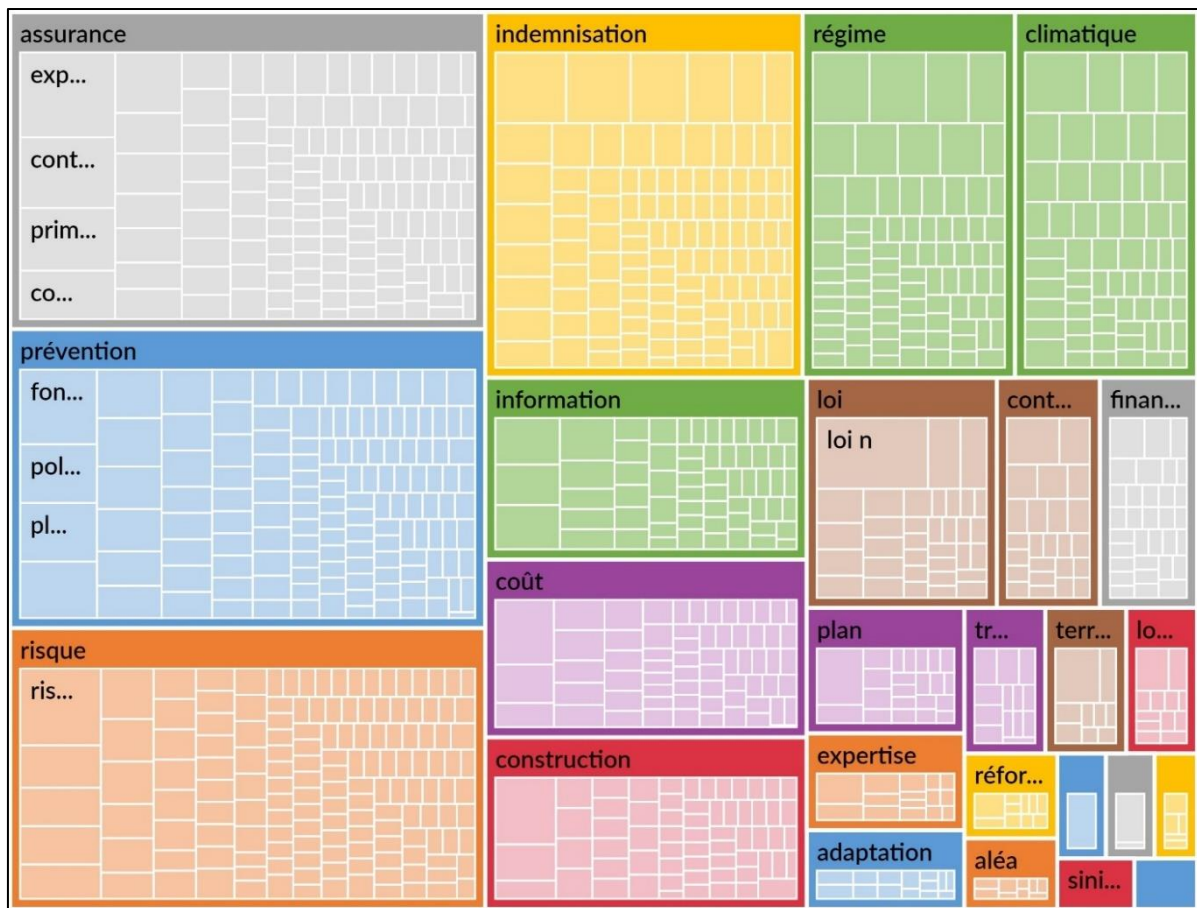 assurance
exp...
cont...
prim...
co...
prévention
fon...
pol...
pl...
risque
ris...
indemnisation
régime
climatique
information
loi
loi n
cont...
finan...
coût
plan
tr...
terr...
lo...
construction
expertise
réfor...
adaptation
aléa
sini...